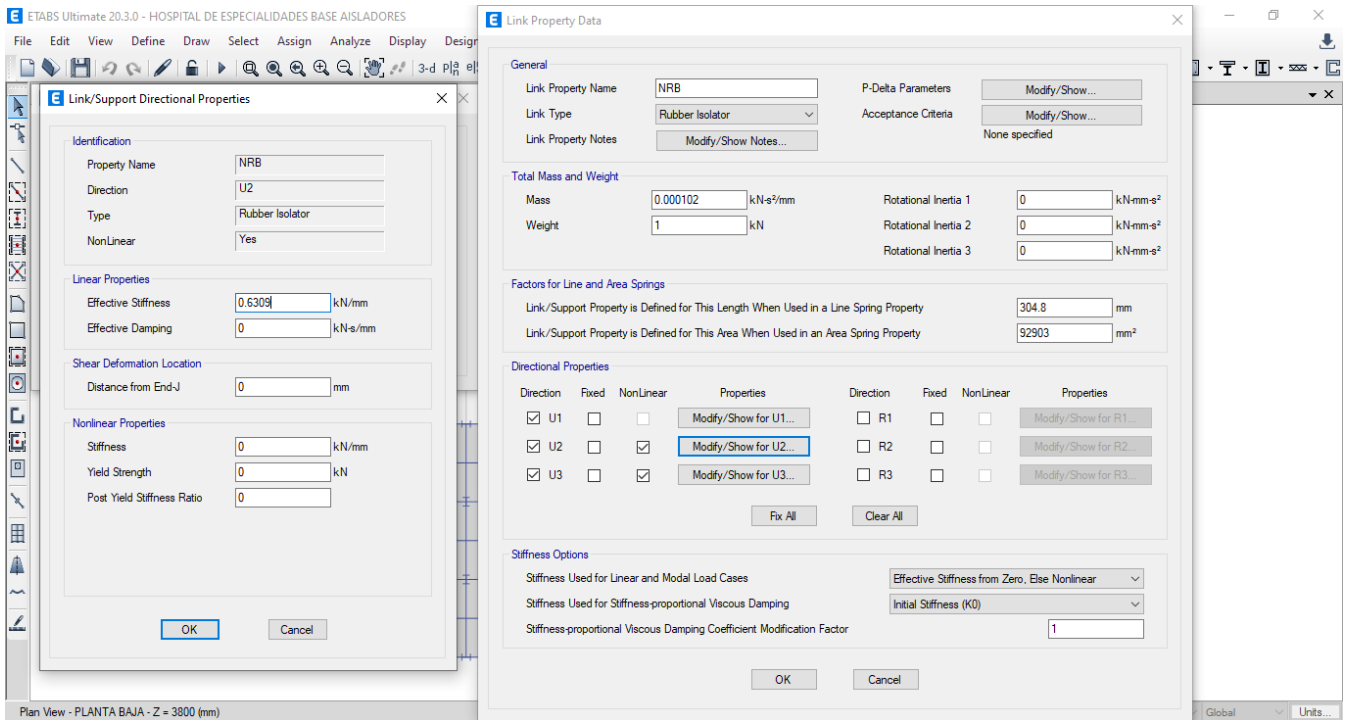 ETABS Ultimate 20.3.0 - HOSPITAL DE ESPECIALIDADES BASE AISLADORES
File Edit View Define Draw Select Assign Analyze Display Design
3-d
Link/Support Directional Properties
Identification
Property Name NRB
Direction U2
Type Rubber Isolator
NonLinear Yes
Linear Properties
Effective Stiffness 0.6309 kN/mm
Effective Damping 0 kN-s/mm
Shear Deformation Location
Distance from End-J 0 mm
Nonlinear Properties
Stiffness 0 kN/mm
Yield Strength 0 kN
Post Yield Stiffness Ratio 0
OK Cancel
Link Property Data
General
Link Property Name NRB P-Delta Parameters Modify/Show...
Link Type Rubber Isolator Acceptance Criteria Modify/Show...
Link Property Notes Modify/Show Notes... None specified
Total Mass and Weight
Mass 0.000102 kN-s²/mm Rotational Inertia 1 0 kN-mm-s²
Weight 1 kN Rotational Inertia 2 0 kN-mm-s²
Rotational Inertia 3 0 kN-mm-s²
Factors for Line and Area Springs
Link/Support Property is Defined for This Length When Used in a Line Spring Property 304.8 mm
Link/Support Property is Defined for This Area When Used in an Area Spring Property 92903 mm²
Directional Properties
Direction Fixed NonLinear Properties Direction Fixed NonLinear Properties
U1 Modify/Show for U1... R1 Modify/Show for R1...
U2 Modify/Show for U2... R2 Modify/Show for R2...
U3 Modify/Show for U3... R3 Modify/Show for R3...
Fix All Clear All
Stiffness Options
Stiffness Used for Linear and Modal Load Cases Effective Stiffness from Zero, Else Nonlinear
Stiffness Used for Stiffness-proportional Viscous Damping Initial Stiffness (K0)
Stiffness-proportional Viscous Damping Coefficient Modification Factor 1
OK Cancel
Plan View - PLANTA BAJA - Z = 3800 (mm) Global Units...